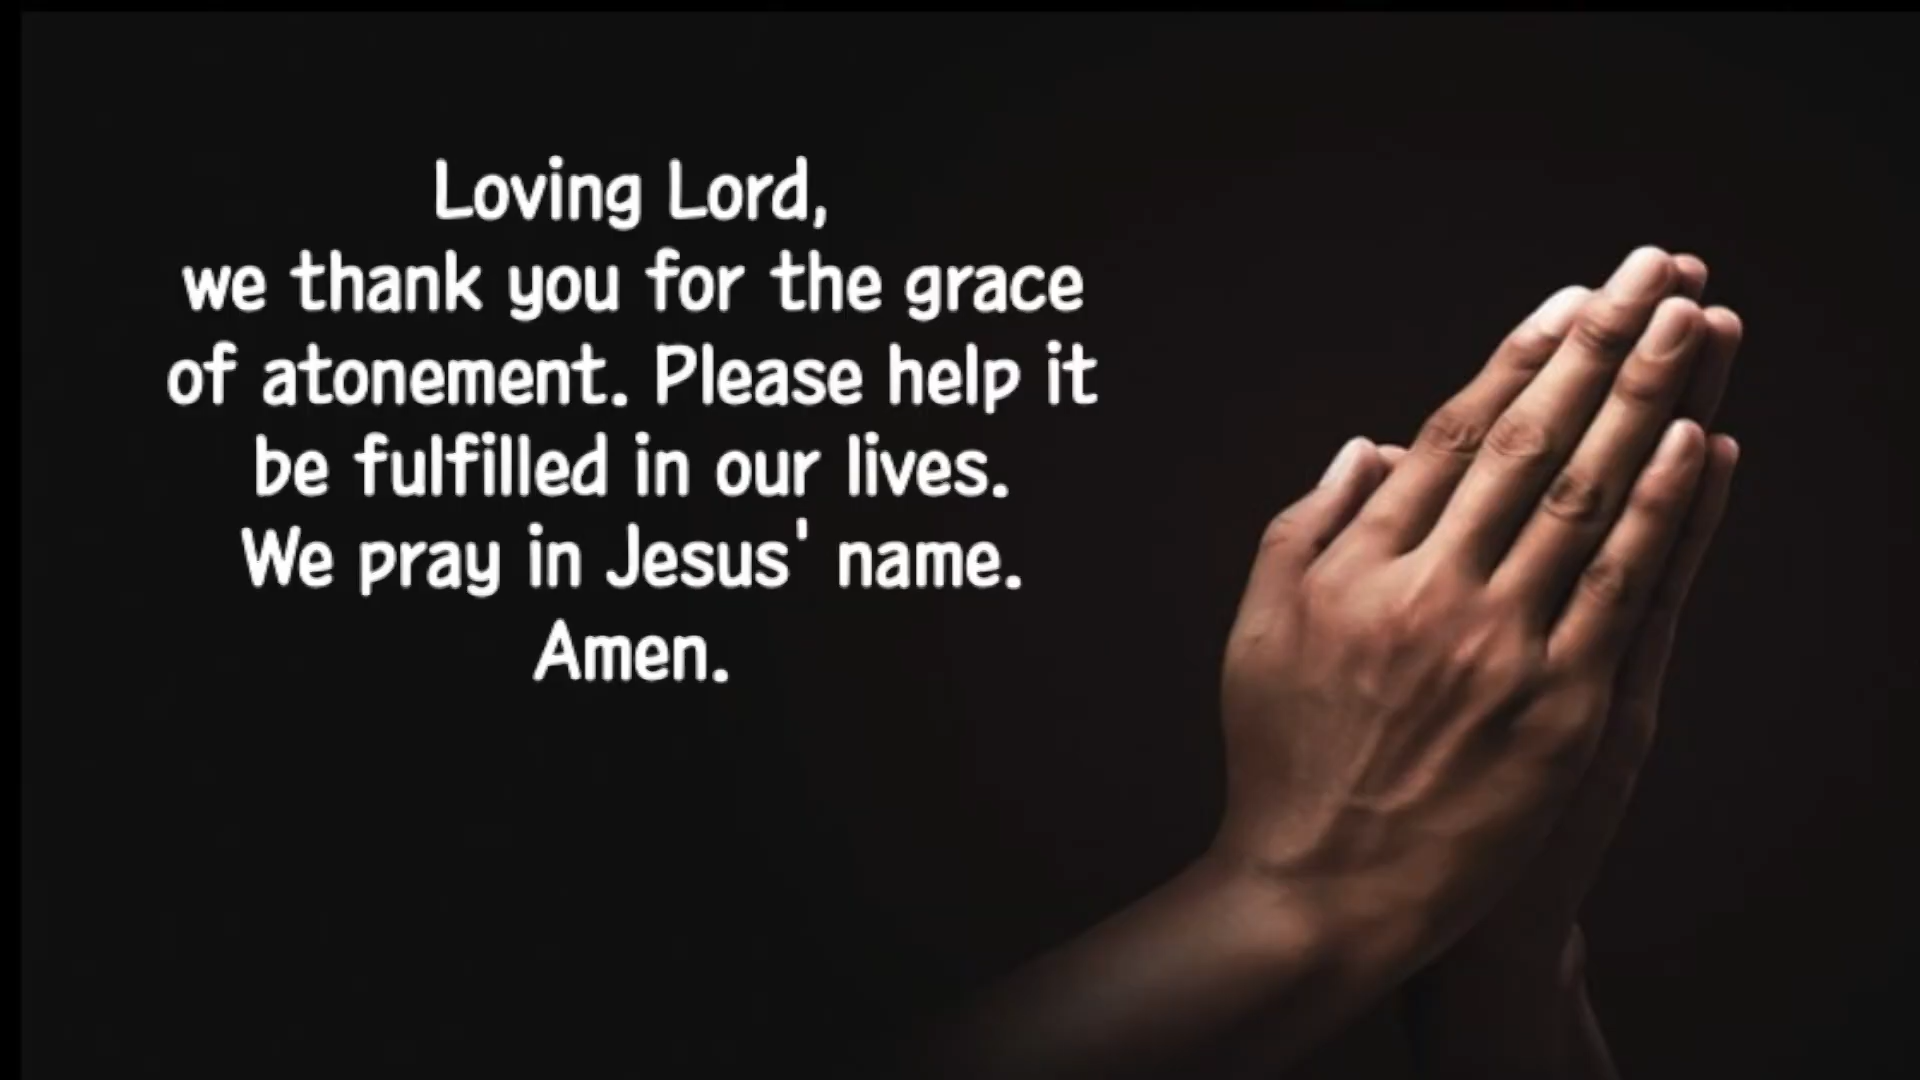 Loving Lord,
we thank you for the grace
of atonement. Please help it
be fulfilled in our lives.
We pray in Jesus' name.
Amen.